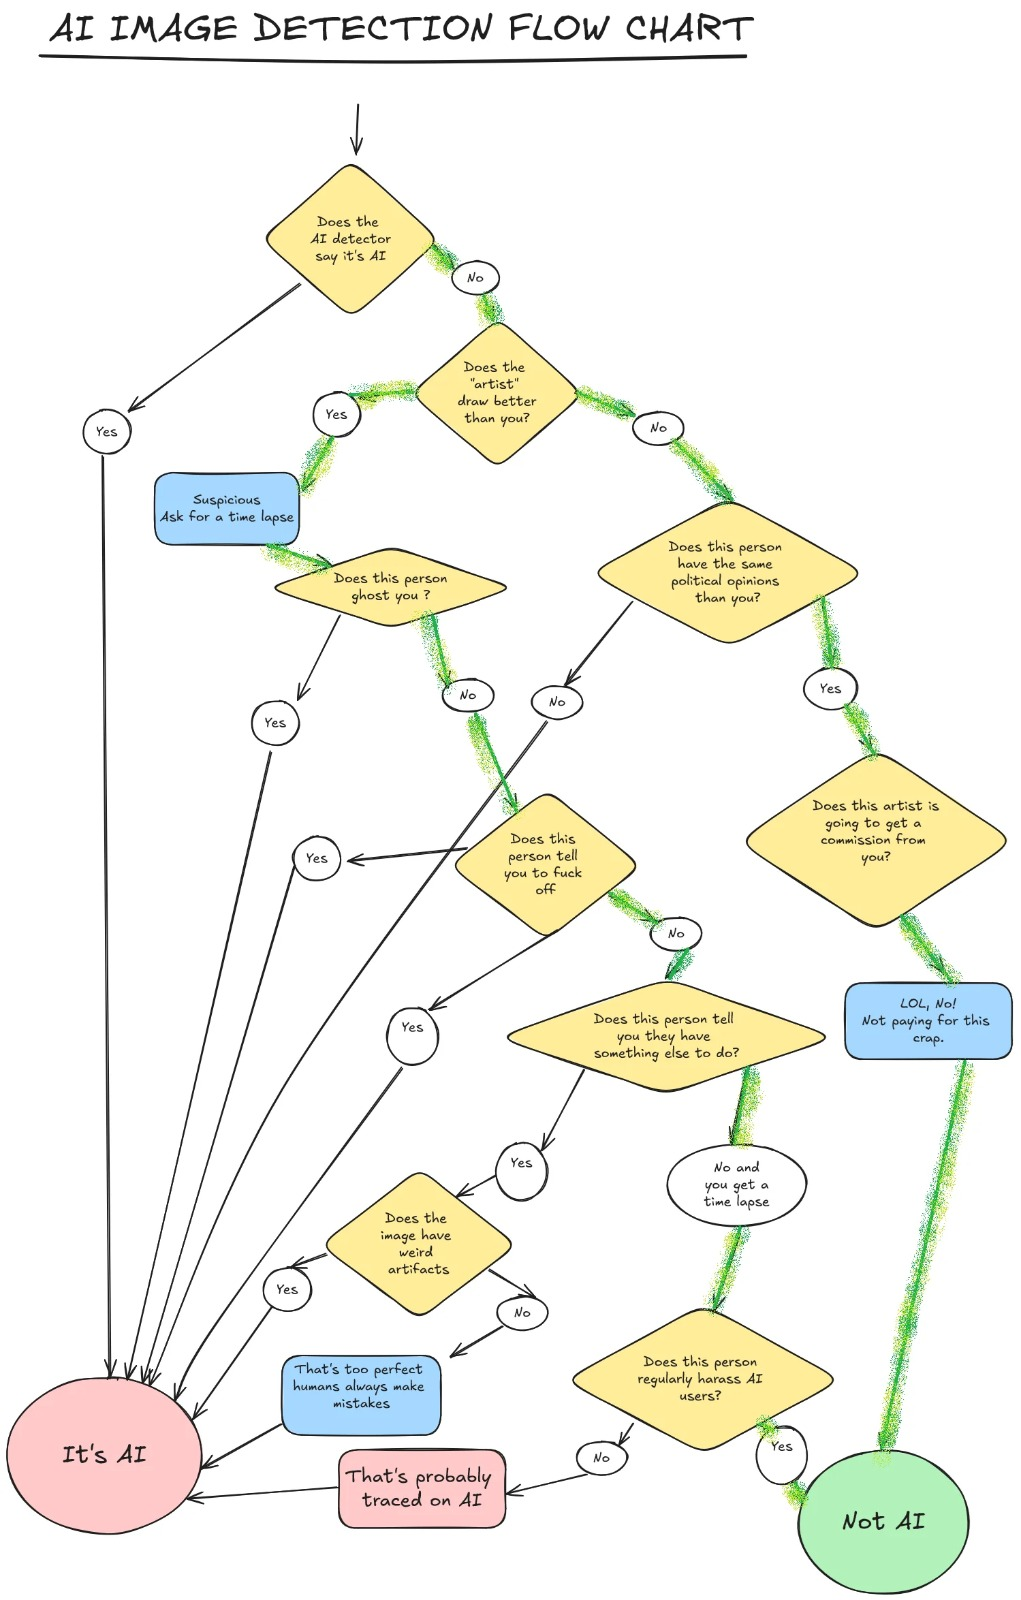 AI IMAGE DETECTION FLOW CHART
Does the
AI detector
say it's AI
No
Yes
Does the
"artist"
draw better
than you?
Yes
No
Suspicious
Ask for a time lapse
Does this person
have the same
political opinions
than you?
Does this person
ghost you ?
No
Yes
No
Yes
Does this artist is
going to get a
commission from
you?
Does this
person tell
you to fuck
off
Yes
No
LOL, No!
Not paying for this
crap.
Yes
Does this person tell
you they have
something else to do?
Yes
No and
you get a
time lapse
Does the
image have
weird
artifacts
Yes
No
That's too perfect
humans always make
mistakes
Does this person
regularly harass AI
users?
Yes
No
It's AI
That's probably
traced on AI
Not AI